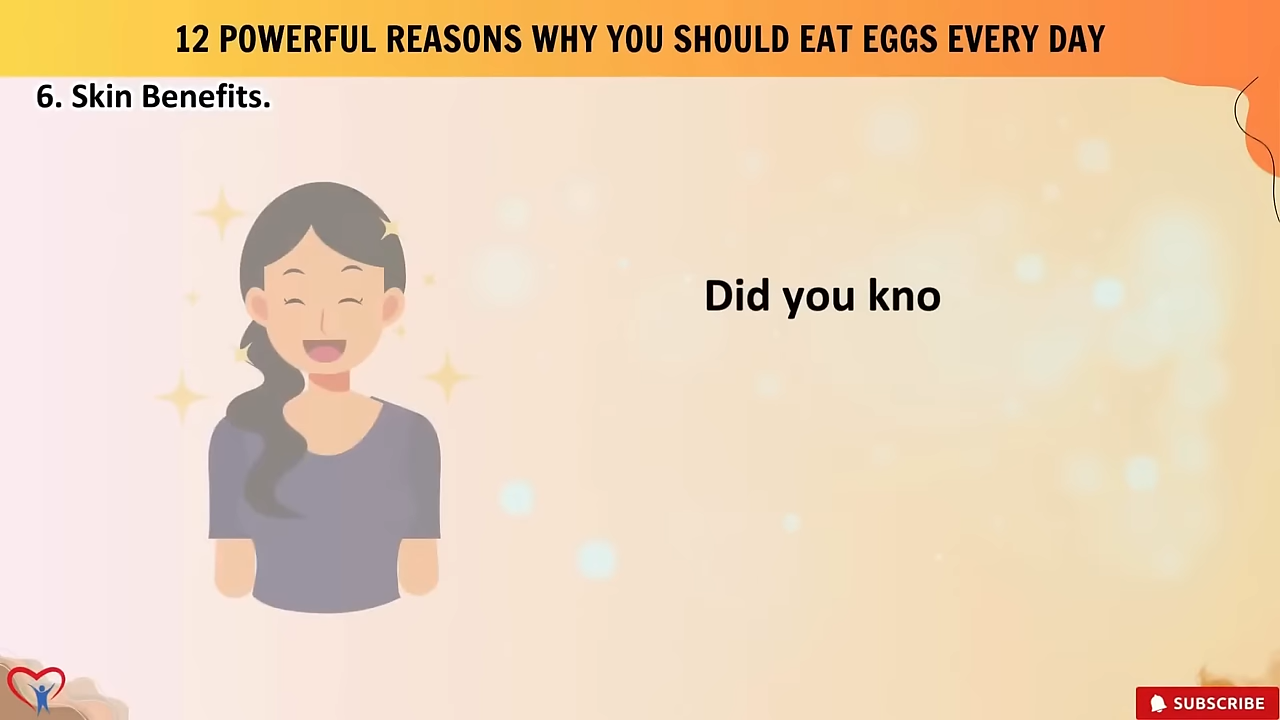 12 POWERFUL REASONS WHY YOU SHOULD EAT EGGS EVERY DAY
6. Skin Benefits.
Did you kno
SUBSCRIBE